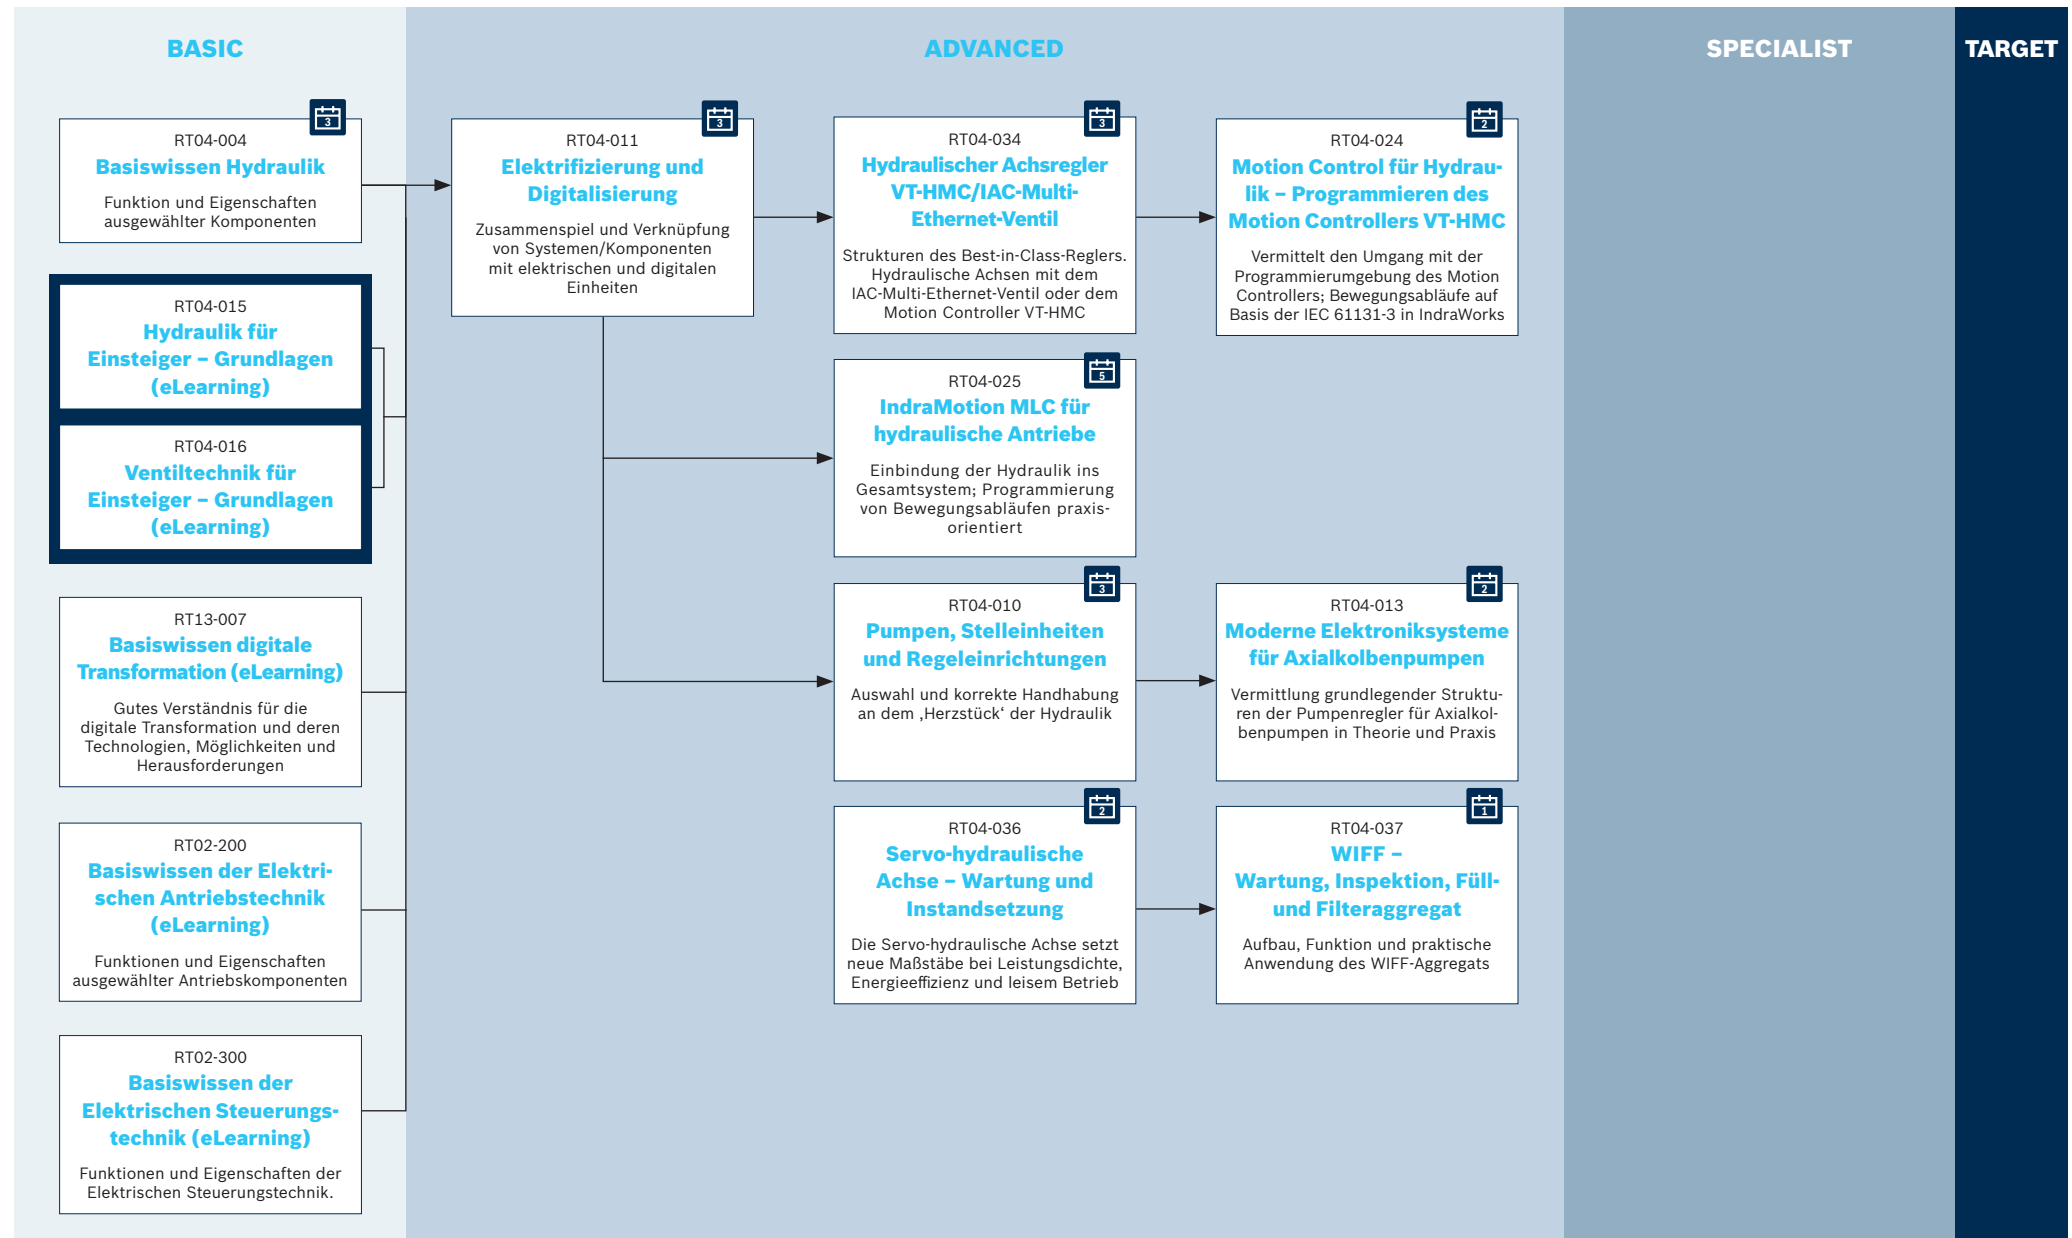 BASIC
ADVANCED
SPECIALIST
TARGET
3
RT04-004
Basiswissen Hydraulik
Funktion und Eigenschaften
ausgewählter Komponenten
RT04-015
Hydraulik für
Einsteiger – Grundlagen
(eLearning)
RT04-016
Ventiltechnik für
Einsteiger – Grundlagen
(eLearning)
RT13-007
Basiswissen digitale
Transformation (eLearning)
Gutes Verständnis für die
digitale Transformation und deren
Technologien, Möglichkeiten und
Herausforderungen
RT02-200
Basiswissen der Elektri-
schen Antriebstechnik
(eLearning)
Funktionen und Eigenschaften
ausgewählter Antriebskomponenten
RT02-300
Basiswissen der
Elektrischen Steuerungs-
technik (eLearning)
Funktionen und Eigenschaften der
Elektrischen Steuerungstechnik.
3
RT04-011
Elektrifizierung und
Digitalisierung
Zusammenspiel und Verknüpfung
von Systemen/Komponenten
mit elektrischen und digitalen
Einheiten
3
RT04-034
Hydraulischer Achsregler
VT-HMC/IAC-Multi-
Ethernet-Ventil
Strukturen des Best-in-Class-Reglers.
Hydraulische Achsen mit dem
IAC-Multi-Ethernet-Ventil oder dem
Motion Controller VT-HMC
2
RT04-024
Motion Control für Hydrau-
lik – Programmieren des
Motion Controllers VT-HMC
Vermittelt den Umgang mit der
Programmierumgebung des Motion
Controllers; Bewegungsabläufe auf
Basis der IEC 61131-3 in IndraWorks
5
RT04-025
IndraMotion MLC für
hydraulische Antriebe
Einbindung der Hydraulik ins
Gesamtsystem; Programmierung
von Bewegungsabläufen praxis-
orientiert
3
RT04-010
Pumpen, Stelleinheiten
und Regeleinrichtungen
Auswahl und korrekte Handhabung
an dem ‚Herzstück‘ der Hydraulik
2
RT04-013
Moderne Elektroniksysteme
für Axialkolbenpumpen
Vermittlung grundlegender Struktu-
ren der Pumpenregler für Axialkol-
benpumpen in Theorie und Praxis
2
RT04-036
Servo-hydraulische
Achse – Wartung und
Instandsetzung
Die Servo-hydraulische Achse setzt
neue Maßstäbe bei Leistungsdichte,
Energieeffizienz und leisem Betrieb
1
RT04-037
WIFF –
Wartung, Inspektion, Füll-
und Filteraggregat
Aufbau, Funktion und praktische
Anwendung des WIFF-Aggregats